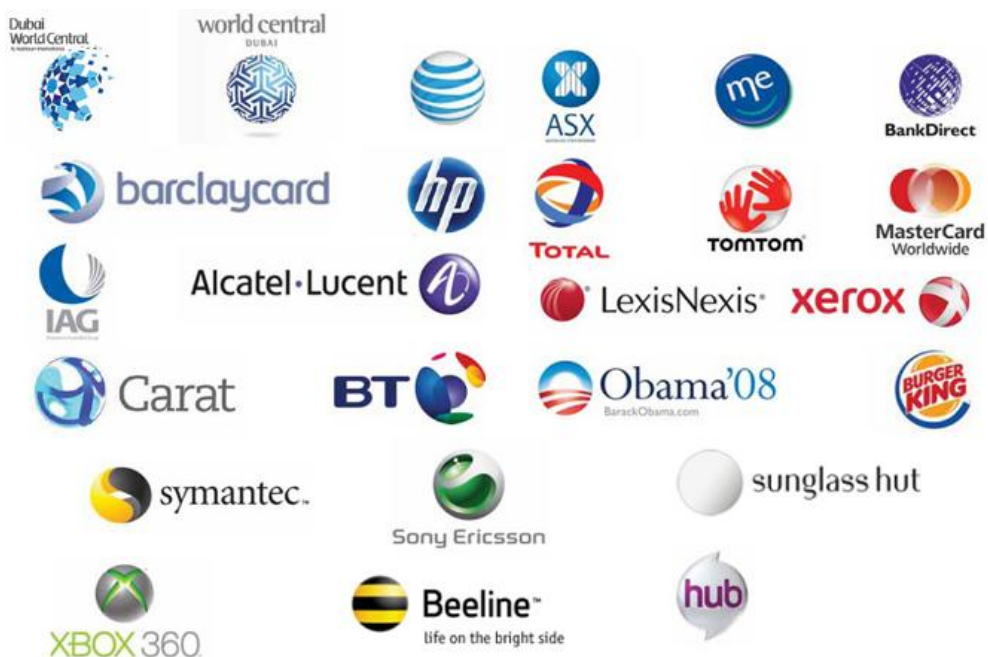 Dubai
World Central
world central
DUBAI
ASX
me
BankDirect
barclaycard
hp
TOTAL
TOMTOM®
MasterCard
Worldwide
IAG
Alcatel·Lucent
LexisNexis®
xerox
Carat
BT
Obama'08
BarackObama.com
BURGER
KING
symantec™
Sony Ericsson
sunglass hut
XBOX 360
Beeline™
life on the bright side
hub